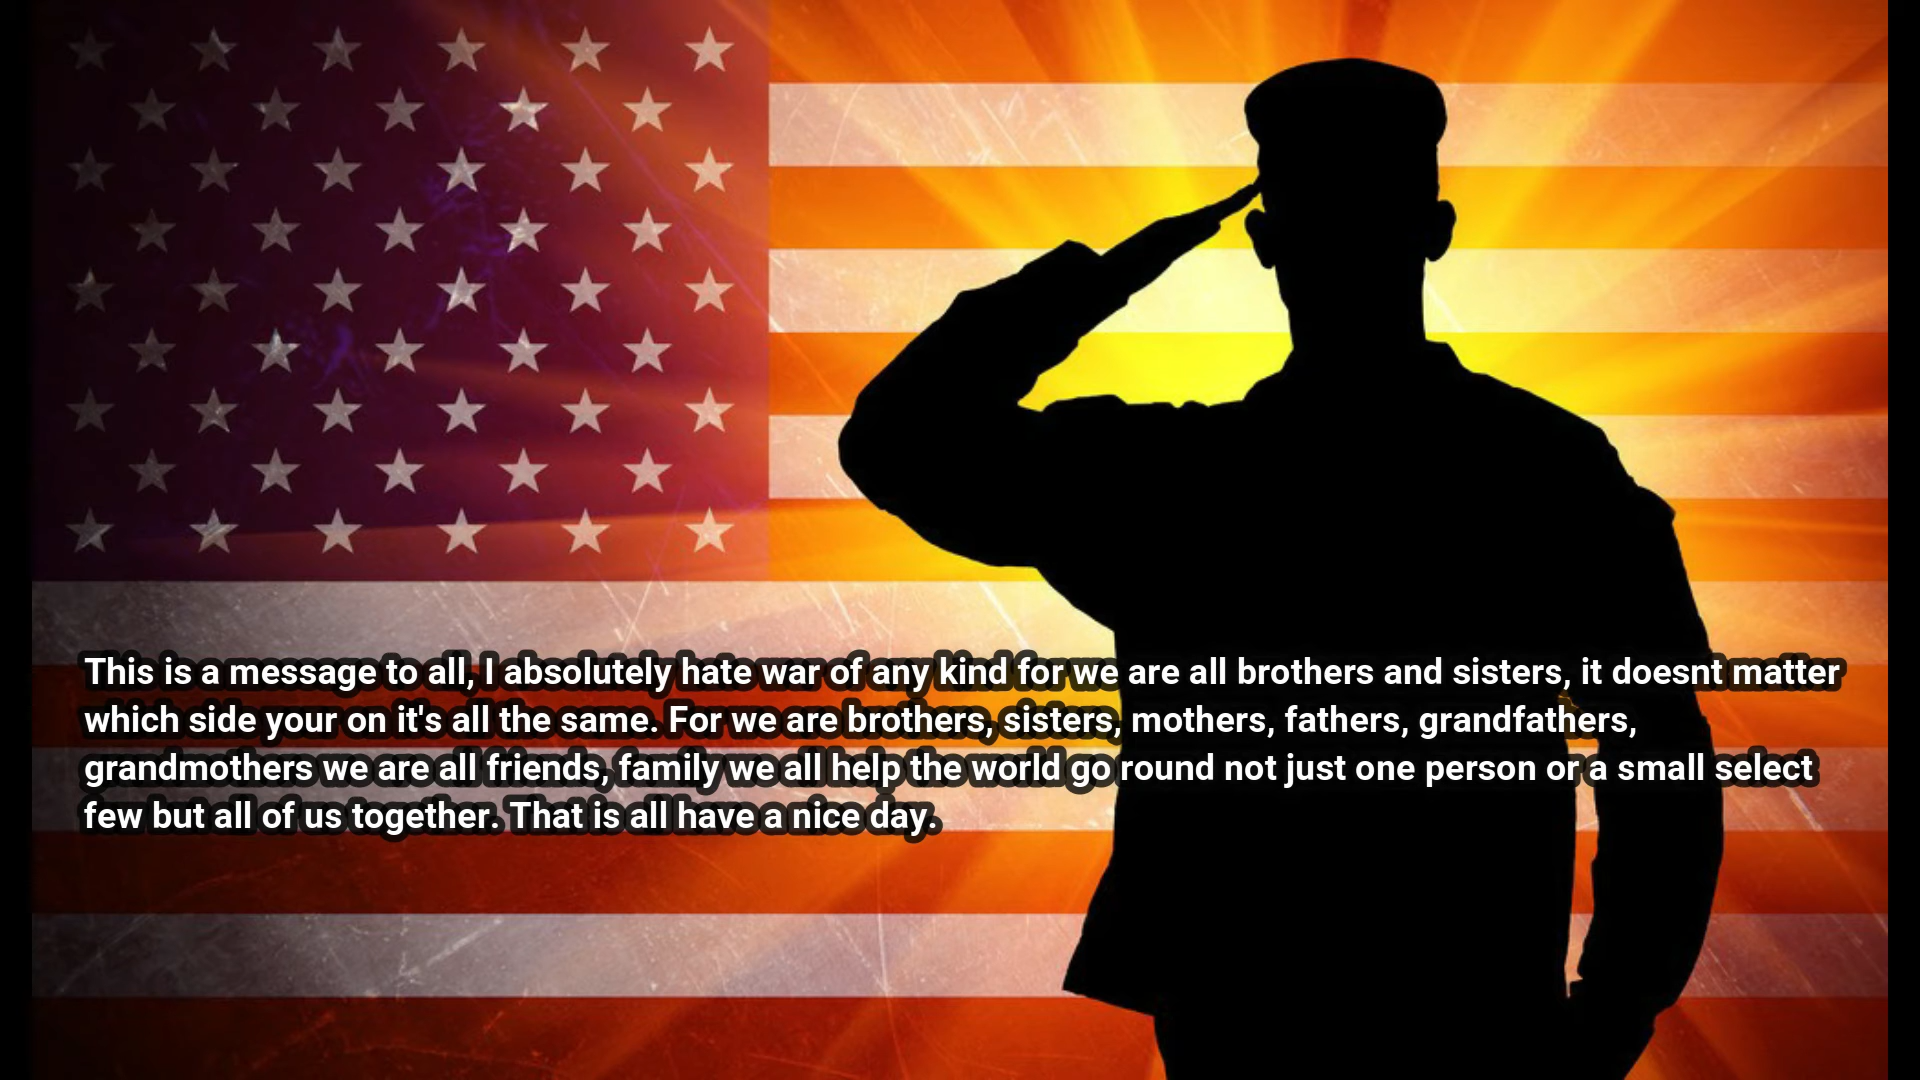 This is a message to all, I absolutely hate war of any kind for we are all brothers and sisters, it doesnt matter
which side your on it's all the same. For we are brothers, sisters, mothers, fathers, grandfathers,
grandmothers we are all friends, family we all help the world go round not just one person or a small select
few but all of us together. That is all have a nice day.